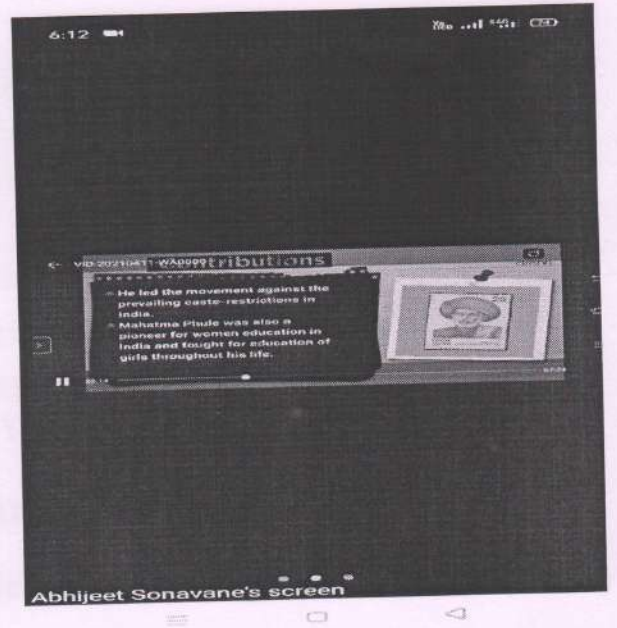 6:12
VID-20210411-WA0009
tributions
He led the movement against the
prevailing caste-restrictions in
India.
Mahatma Phule was also a
pioneer for women education in
India and fought for education of
girls throughout his life.
Abhijeet Sonavane's screen